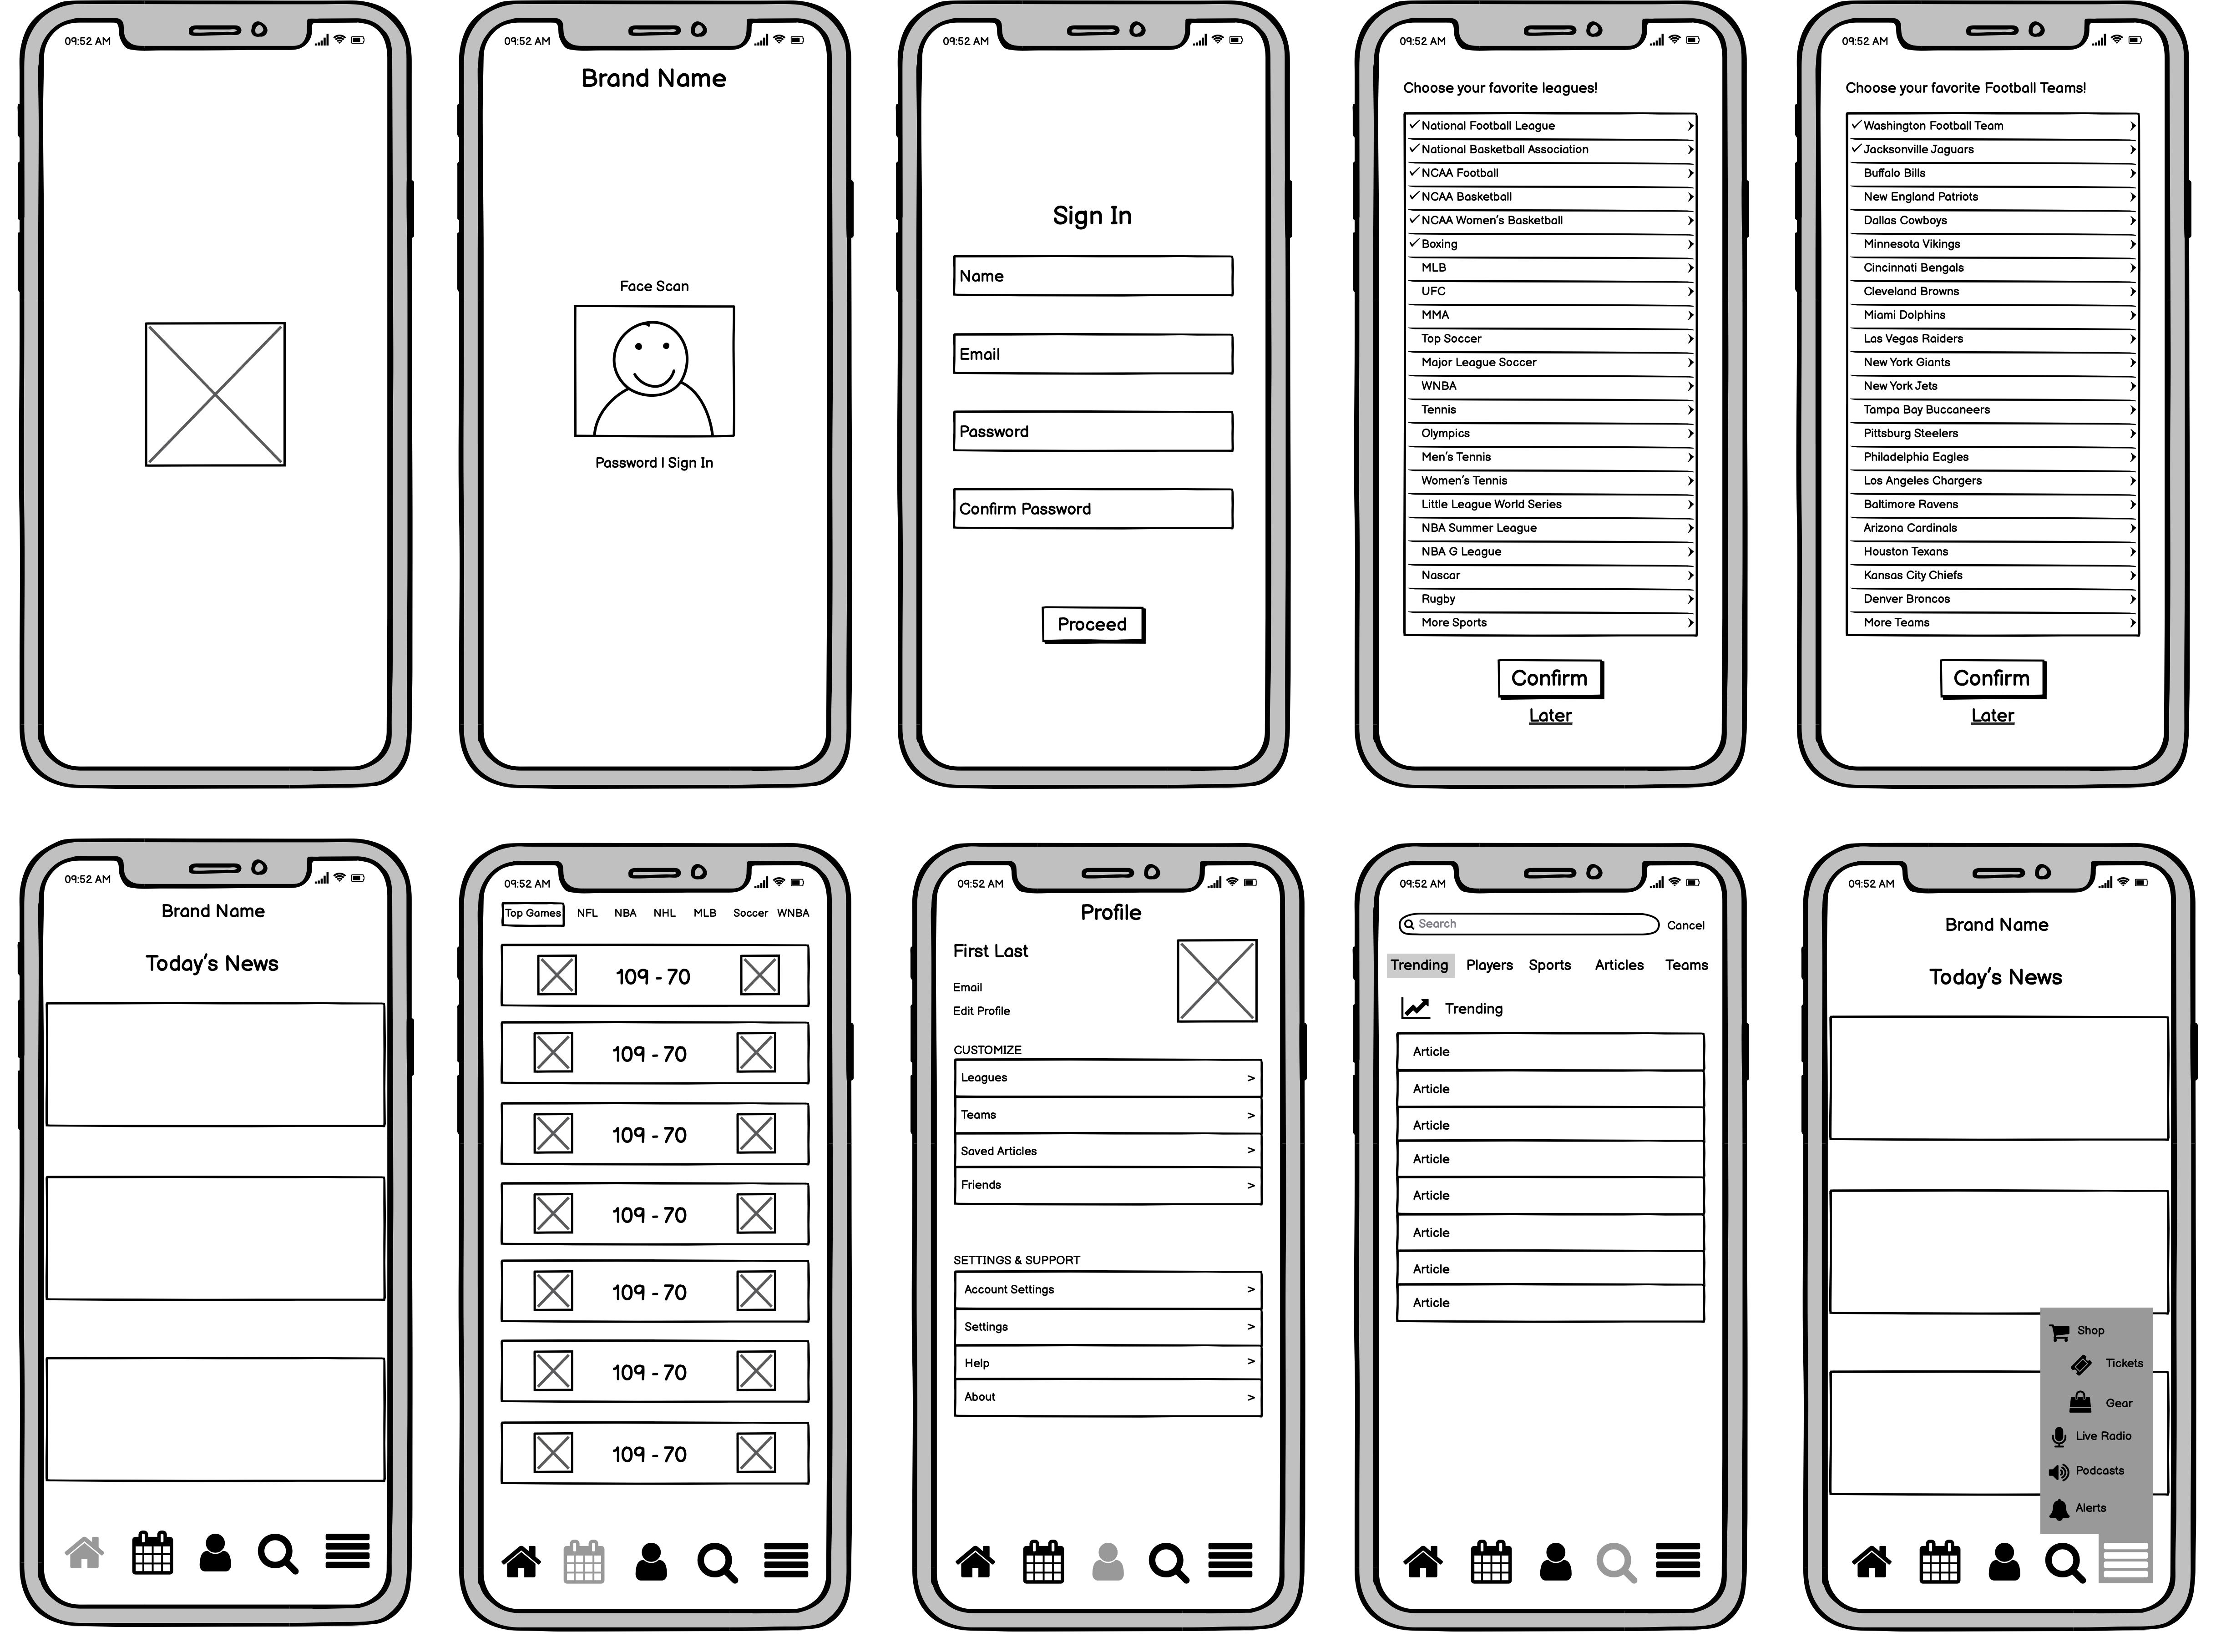 09:52 AM
09:52 AM
Brand Name
Face Scan
Password | Sign In
09:52 AM
Sign In
Name
Email
Password
Confirm Password
Proceed
09:52 AM
Choose your favorite leagues!
National Football League
National Basketball Association
NCAA Football
NCAA Basketball
NCAA Women's Basketball
Boxing
MLB
UFC
MMA
Top Soccer
Major League Soccer
WNBA
Tennis
Olympics
Men's Tennis
Women's Tennis
Little League World Series
NBA Summer League
NBA G League
Nascar
Rugby
More Sports
Confirm
Later
09:52 AM
Choose your favorite Football Teams!
Washington Football Team
Jacksonville Jaguars
Buffalo Bills
New England Patriots
Dallas Cowboys
Minnesota Vikings
Cincinnati Bengals
Cleveland Browns
Miami Dolphins
Las Vegas Raiders
New York Giants
New York Jets
Tampa Bay Buccaneers
Pittsburg Steelers
Philadelphia Eagles
Los Angeles Chargers
Baltimore Ravens
Arizona Cardinals
Houston Texans
Kansas City Chiefs
Denver Broncos
More Teams
Confirm
Later
09:52 AM
Brand Name
Today's News
09:52 AM
Top Games NFL NBA NHL MLB Soccer WNBA
109 - 70
109 - 70
109 - 70
109 - 70
109 - 70
109 - 70
109 - 70
09:52 AM
Profile
First Last
Email
Edit Profile
CUSTOMIZE
Leagues >
Teams >
Saved Articles >
Friends >
SETTINGS & SUPPORT
Account Settings >
Settings >
Help >
About >
09:52 AM
Search Cancel
Trending Players Sports Articles Teams
Trending
Article
Article
Article
Article
Article
Article
Article
Article
09:52 AM
Brand Name
Today's News
Shop
Tickets
Gear
Live Radio
Podcasts
Alerts